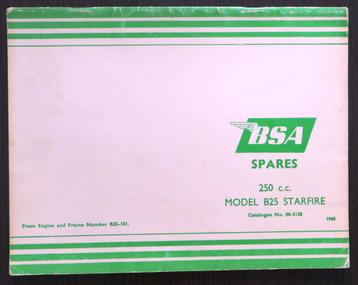 BSA
SPARES
250 c.c.
MODEL B25 STARFIRE
Catalogue No. 00-5138
1968
From Engine and Frame Number B25-101.